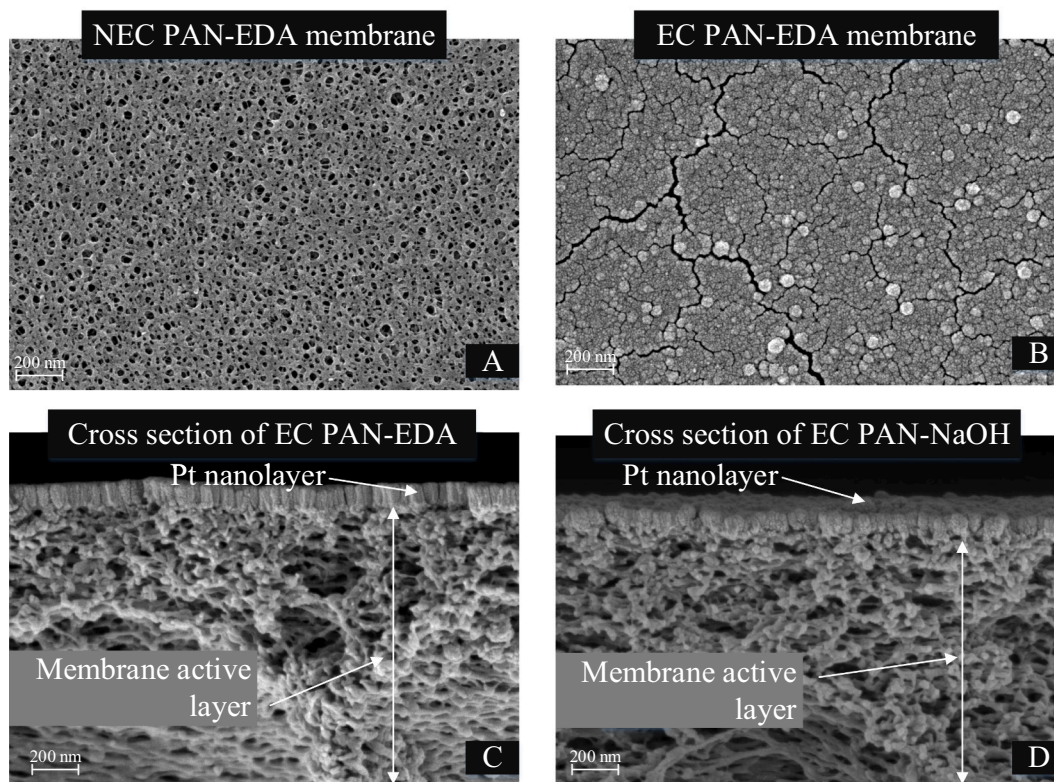 NEC PAN-EDA membrane
EC PAN-EDA membrane
200 nm
A
200 nm
B
Cross section of EC PAN-EDA
Pt nanolayer
Membrane active
layer
200 nm
C
Cross section of EC PAN-NaOH
Pt nanolayer
Membrane active
layer
200 nm
D